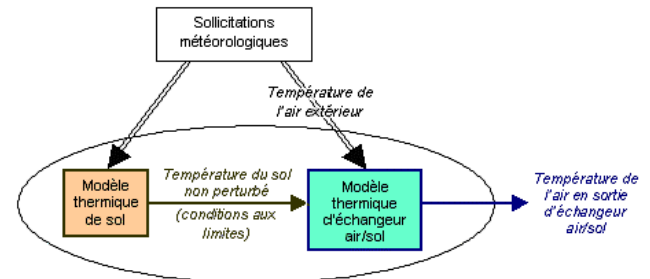 Sollicitations
météorologiques
Température de
l'air extérieur
Modèle
thermique
de sol
Température du sol
non perturbé
(conditions aux
limites)
Modèle
thermique
d'échangeur
air/sol
Température de
l'air en sortie
d'échangeur
air/sol